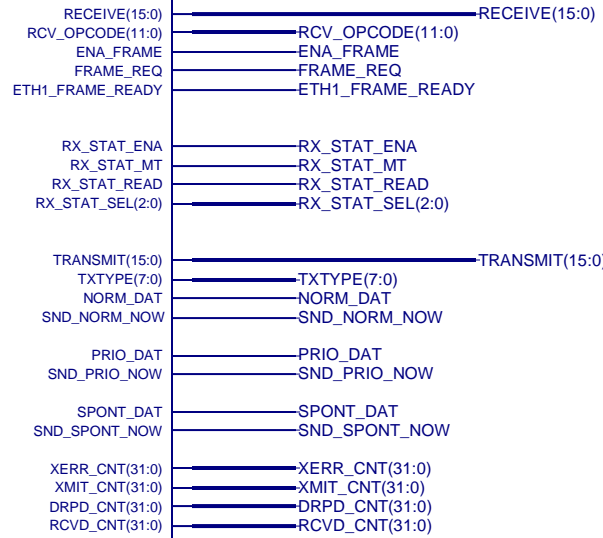 RECEIVE(15:0) RECEIVE(15:0)
RCV_OPCODE(11:0) RCV_OPCODE(11:0)
ENA_FRAME ENA_FRAME
FRAME_REQ FRAME_REQ
ETH1_FRAME_READY ETH1_FRAME_READY
RX_STAT_ENA RX_STAT_ENA
RX_STAT_MT RX_STAT_MT
RX_STAT_READ RX_STAT_READ
RX_STAT_SEL(2:0) RX_STAT_SEL(2:0)
TRANSMIT(15:0) TRANSMIT(15:0)
TXTYPE(7:0) TXTYPE(7:0)
NORM_DAT NORM_DAT
SND_NORM_NOW SND_NORM_NOW
PRIO_DAT PRIO_DAT
SND_PRIO_NOW SND_PRIO_NOW
SPONT_DAT SPONT_DAT
SND_SPONT_NOW SND_SPONT_NOW
XERR_CNT(31:0) XERR_CNT(31:0)
XMIT_CNT(31:0) XMIT_CNT(31:0)
DRPD_CNT(31:0) DRPD_CNT(31:0)
RCVD_CNT(31:0) RCVD_CNT(31:0)